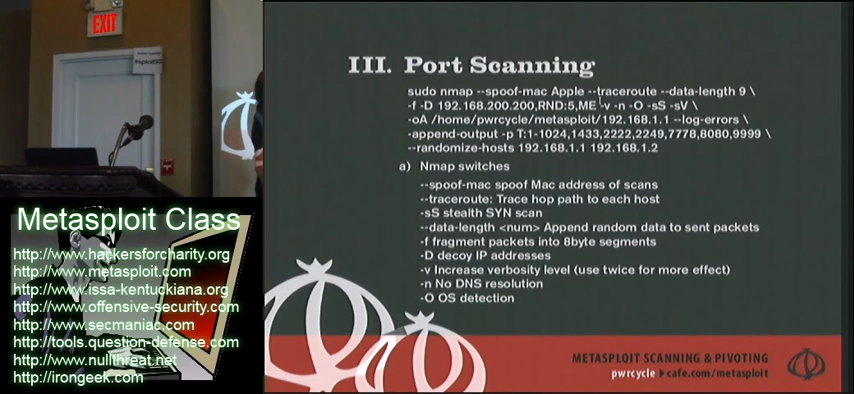 EXIT
Metasploit Class
http://www.hackersforcharity.org
http://www.metasploit.com
http://www.issa-kentuckiana.org
http://www.offensive-security.com
http://www.secmaniac.com
http://tools.question-defense.com
http://www.nullthreat.net
http://irongeek.com
III. Port Scanning
sudo nmap --spoof-mac Apple --traceroute --data-length 9 \
-f -D 192.168.200.200,RND:5,ME -v -n -O -sS -sV \
-oA /home/pwrcycle/metasploit/192.168.1.1 --log-errors \
-append-output -p T:1-1024,1433,2222,2249,7778,8080,9999 \
--randomize-hosts 192.168.1.1 192.168.1.2
a) Nmap switches
--spoof-mac spoof Mac address of scans
--traceroute: Trace hop path to each host
-sS stealth SYN scan
--data-length <num> Append random data to sent packets
-f fragment packets into 8byte segments
-D decoy IP addresses
-v Increase verbosity level (use twice for more effect)
-n No DNS resolution
-O OS detection
METASPLOIT SCANNING & PIVOTING
pwrcycle cafe.com/metasploit